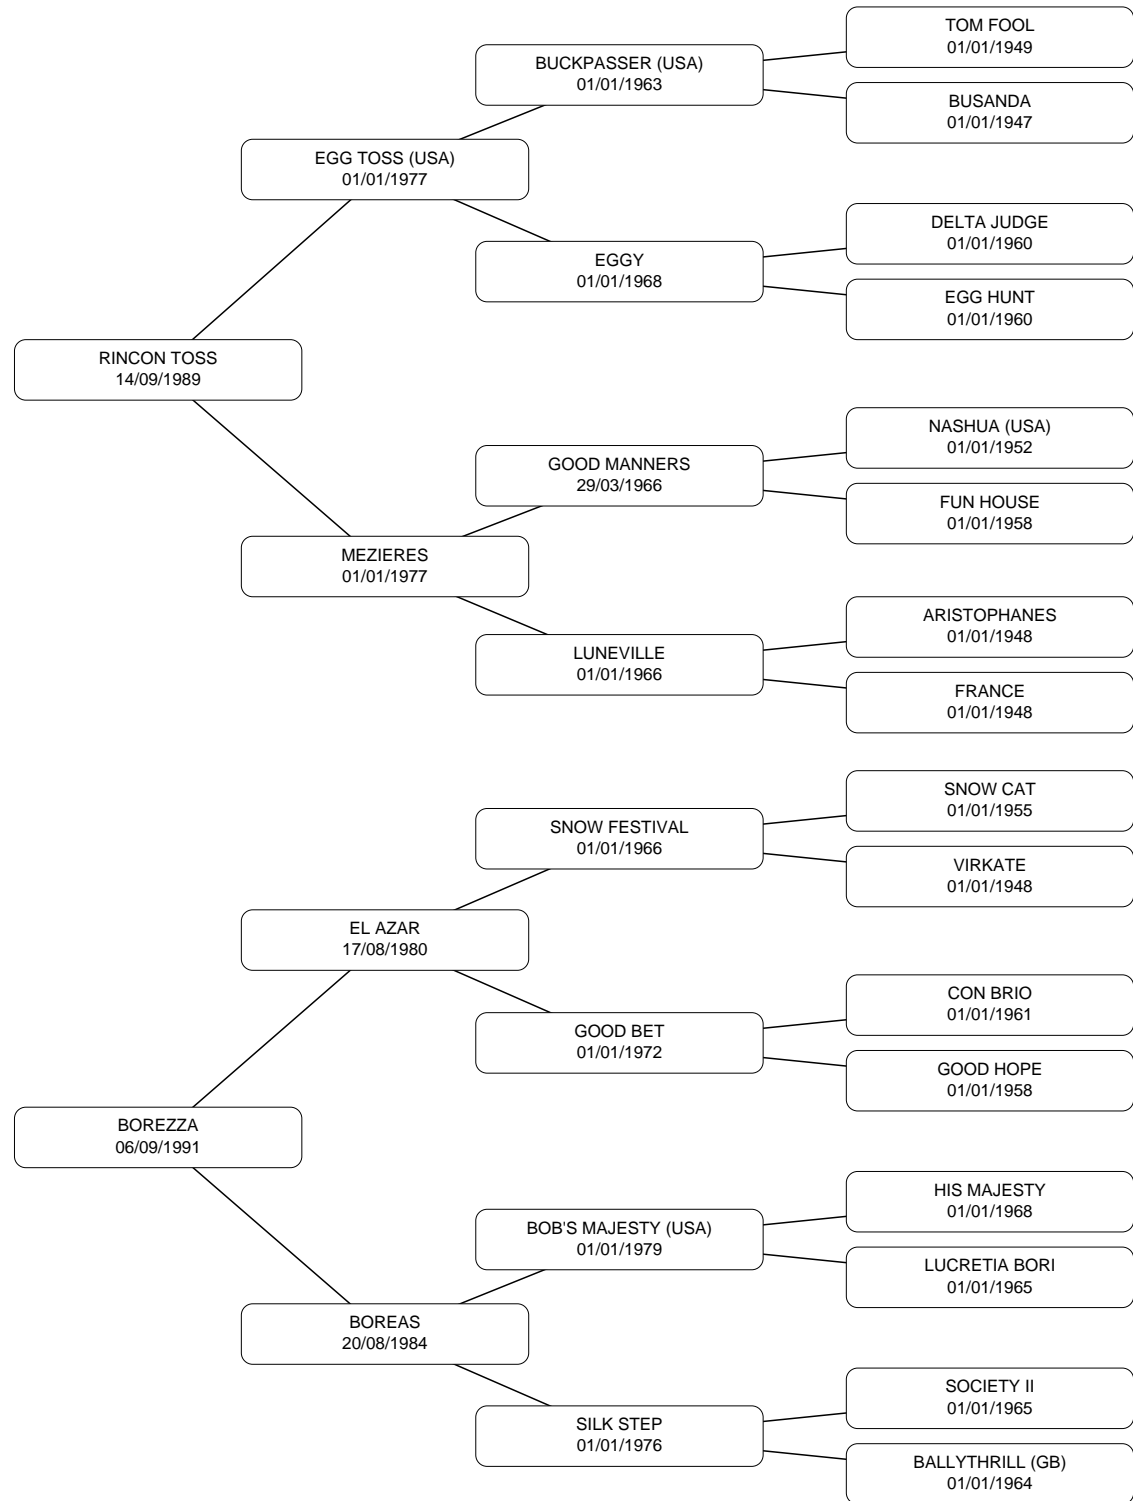 TOM FOOL
01/01/1949
BUCKPASSER (USA)
01/01/1963
BUSANDA
01/01/1947
EGG TOSS (USA)
01/01/1977
DELTA JUDGE
01/01/1960
EGGY
01/01/1968
EGG HUNT
01/01/1960
RINCON TOSS
14/09/1989
NASHUA (USA)
01/01/1952
GOOD MANNERS
29/03/1966
FUN HOUSE
01/01/1958
MEZIERES
01/01/1977
ARISTOPHANES
01/01/1948
LUNEVILLE
01/01/1966
FRANCE
01/01/1948
SNOW CAT
01/01/1955
SNOW FESTIVAL
01/01/1966
VIRKATE
01/01/1948
EL AZAR
17/08/1980
CON BRIO
01/01/1961
GOOD BET
01/01/1972
GOOD HOPE
01/01/1958
BOREZZA
06/09/1991
HIS MAJESTY
01/01/1968
BOB'S MAJESTY (USA)
01/01/1979
LUCRETIA BORI
01/01/1965
BOREAS
20/08/1984
SOCIETY II
01/01/1965
SILK STEP
01/01/1976
BALLYTHRILL (GB)
01/01/1964